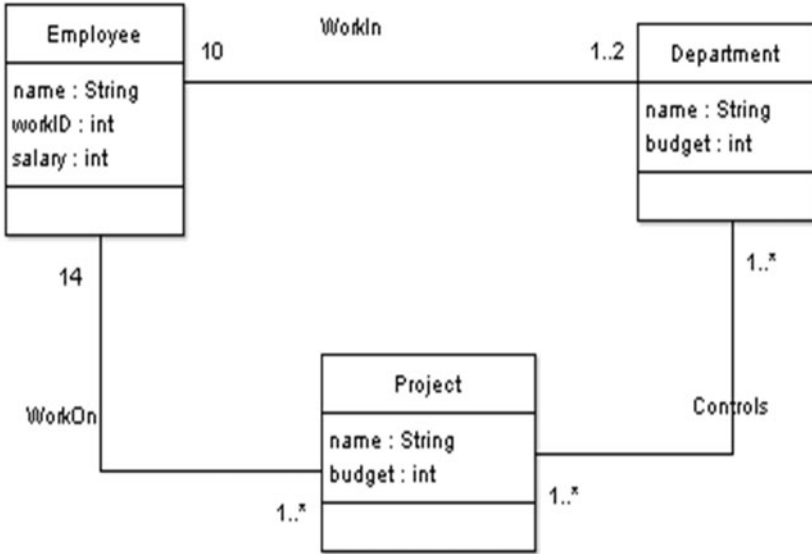 Employee
name : String
workID : int
salary : int
10
WorkIn
1..2
Department
name : String
budget : int
14
1..*
WorkOn
Controls
Project
name : String
budget : int
1..*
1..*